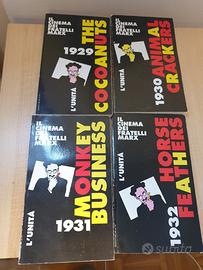 IL
CINEMA
DEI
FRATELLI
MARX
1929
THE
COCOANUTS
L'UNITÀ
IL
CINEMA
DEI
FRATELLI
MARX
1930
ANIMAL
CRACKERS
L'UNITÀ
IL
CINEMA
DEI
FRATELLI
MARX
1931
MONKEY
BUSINESS
L'UNITÀ
IL
CINEMA
DEI
FRATELLI
MARX
1932
HORSE
FEATHERS
L'UNITÀ
subito